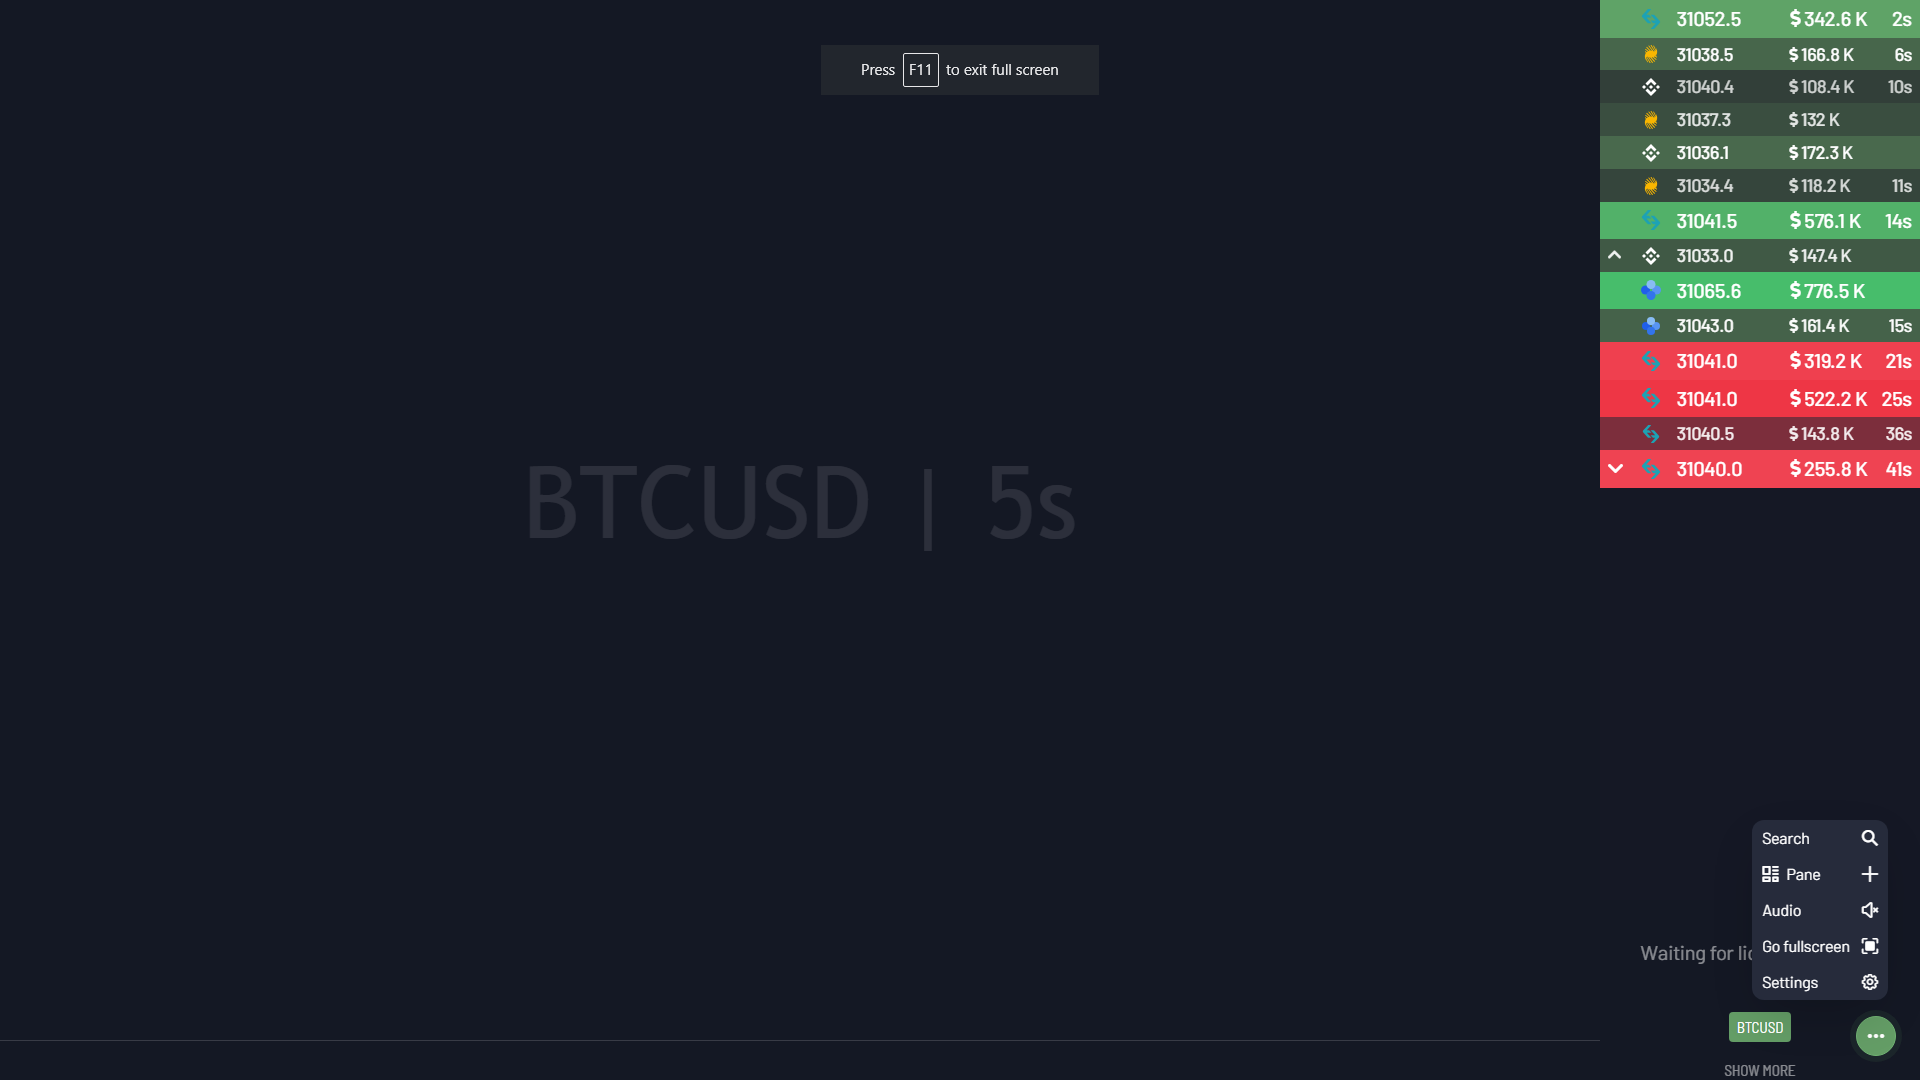 Press F11 to exit full screen
BTCUSD | 5s
31052.5 $ 342.6 K 2s
31038.5 $ 166.8 K 6s
31040.4 $ 108.4 K 10s
31037.3 $ 132 K
31036.1 $ 172.3 K
31034.4 $ 118.2 K 11s
31041.5 $ 576.1 K 14s
31033.0 $ 147.4 K
31065.6 $ 776.5 K
31043.0 $ 161.4 K 15s
31041.0 $ 319.2 K 21s
31041.0 $ 522.2 K 25s
31040.5 $ 143.8 K 36s
31040.0 $ 255.8 K 41s
Search
Pane
Audio
Waiting for
Go fullscreen
Settings
BTCUSD
SHOW MORE